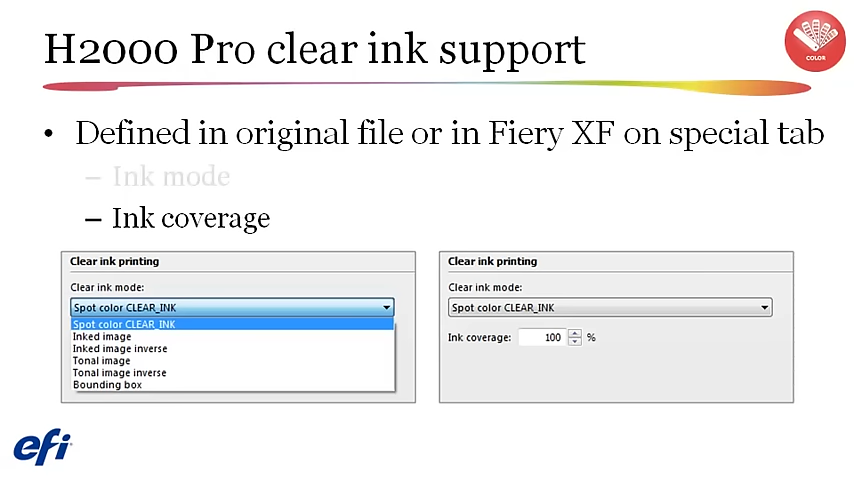 H2000 Pro clear ink support
COLOR
• Defined in original file or in Fiery XF on special tab
– Ink mode
– Ink coverage
Clear ink printing
Clear ink mode:
Spot color CLEAR_INK
Spot color CLEAR_INK
Inked image
Inked image inverse
Tonal image
Tonal image inverse
Bounding box
Clear ink printing
Clear ink mode:
Spot color CLEAR_INK
Ink coverage: 100 %
efi